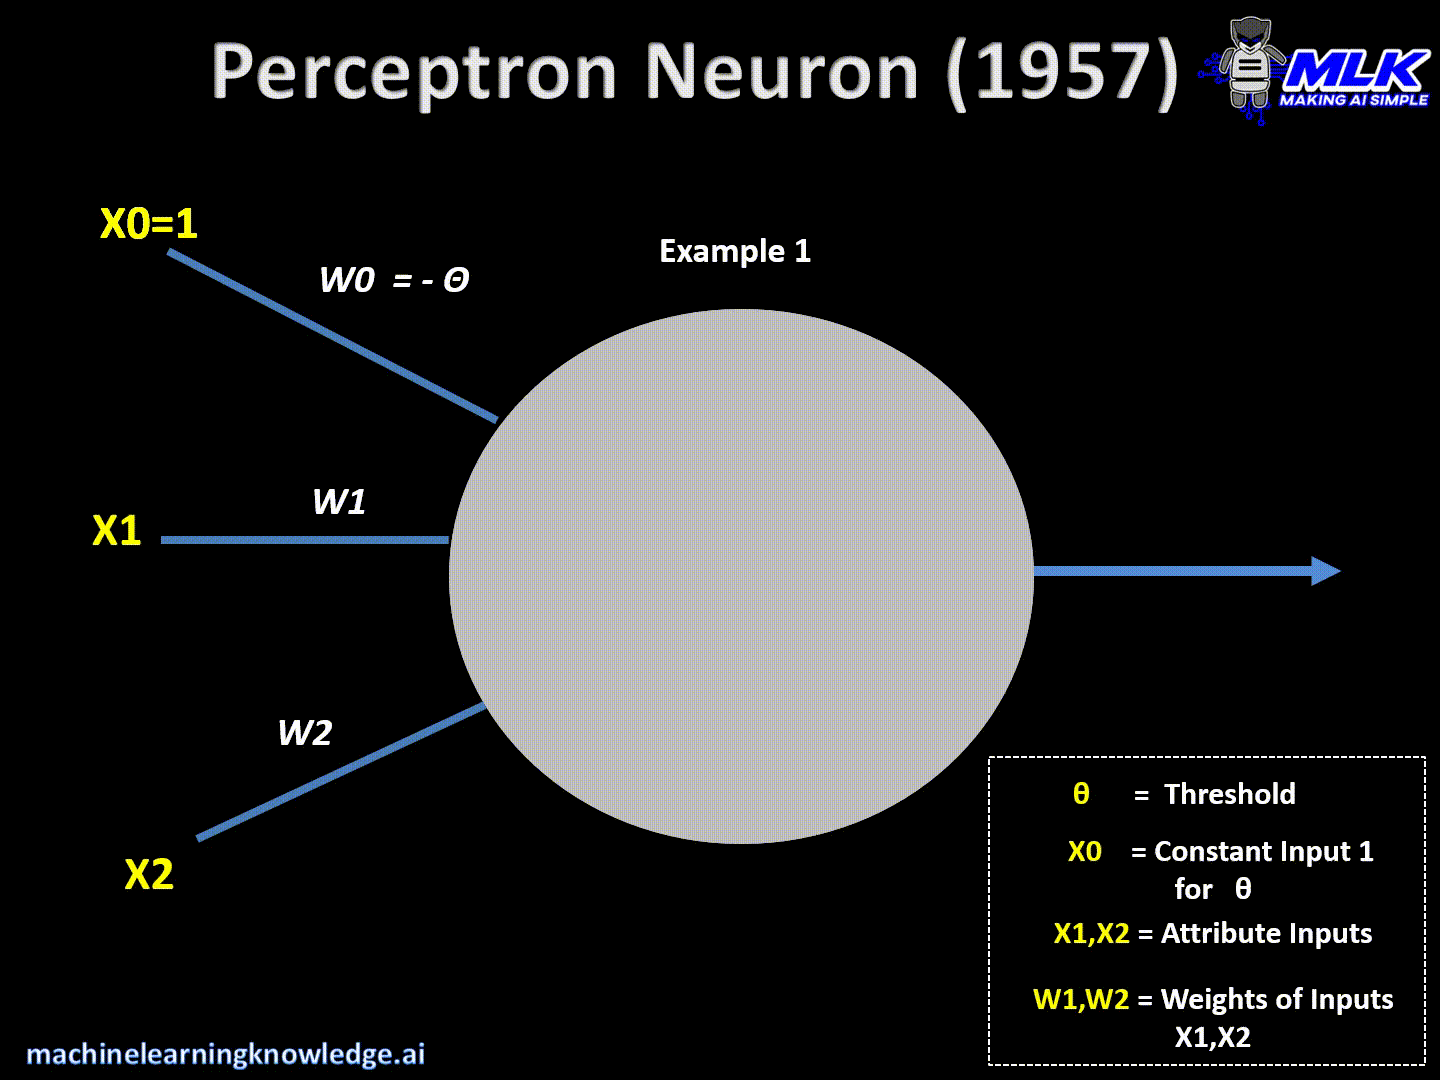 Perceptron Neuron (1957)
MLK
MAKING AI SIMPLE
X0=1
W0 = - Θ
Example 1
W1
X1
W2
X2
θ = Threshold
X0 = Constant Input 1
for θ
X1,X2 = Attribute Inputs
W1,W2 = Weights of Inputs
X1,X2
machinelearningknowledge.ai